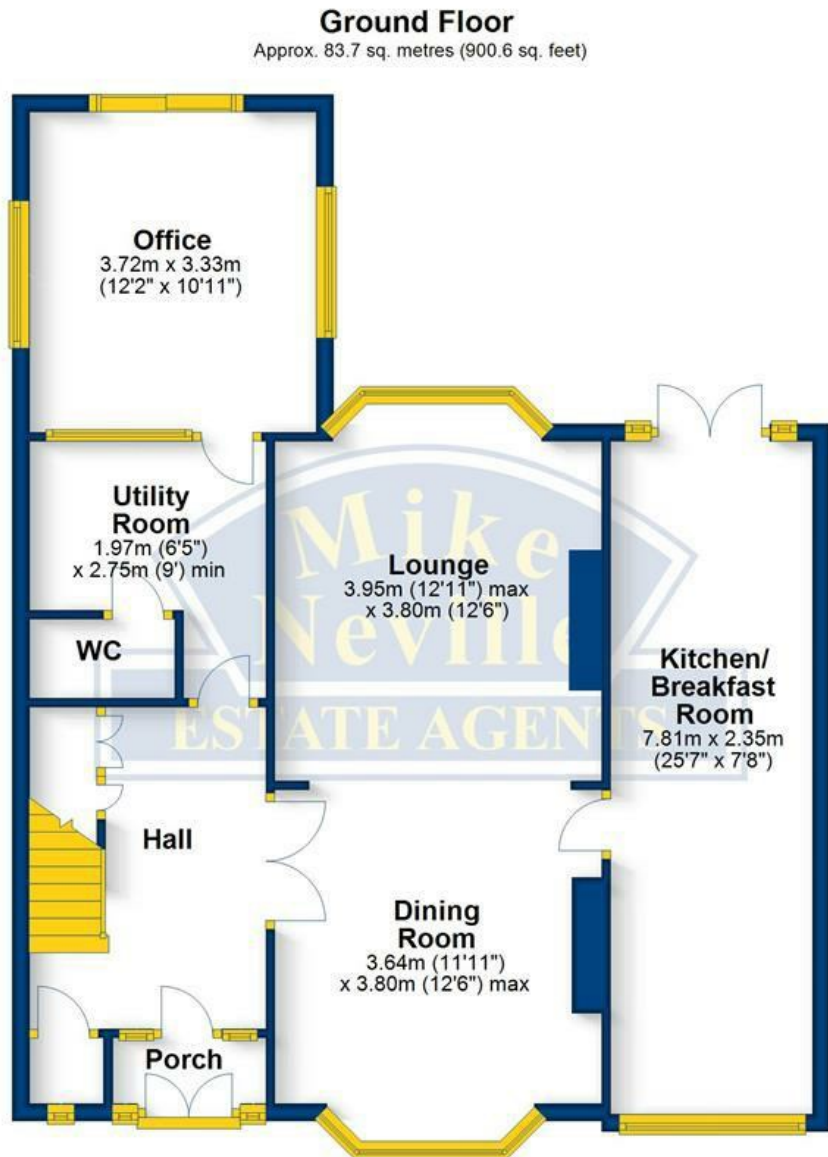 Ground Floor
Approx. 83.7 sq. metres (900.6 sq. feet)
Office
3.72m x 3.33m
(12'2" x 10'11")
Utility
Room
1.97m (6'5")
x 2.75m (9') min
WC
Mike
Neville
ESTATE AGENTS
Lounge
3.95m (12'11") max
x 3.80m (12'6")
Kitchen/
Breakfast
Room
7.81m x 2.35m
(25'7" x 7'8")
Hall
Dining
Room
3.64m (11'11")
x 3.80m (12'6") max
Porch